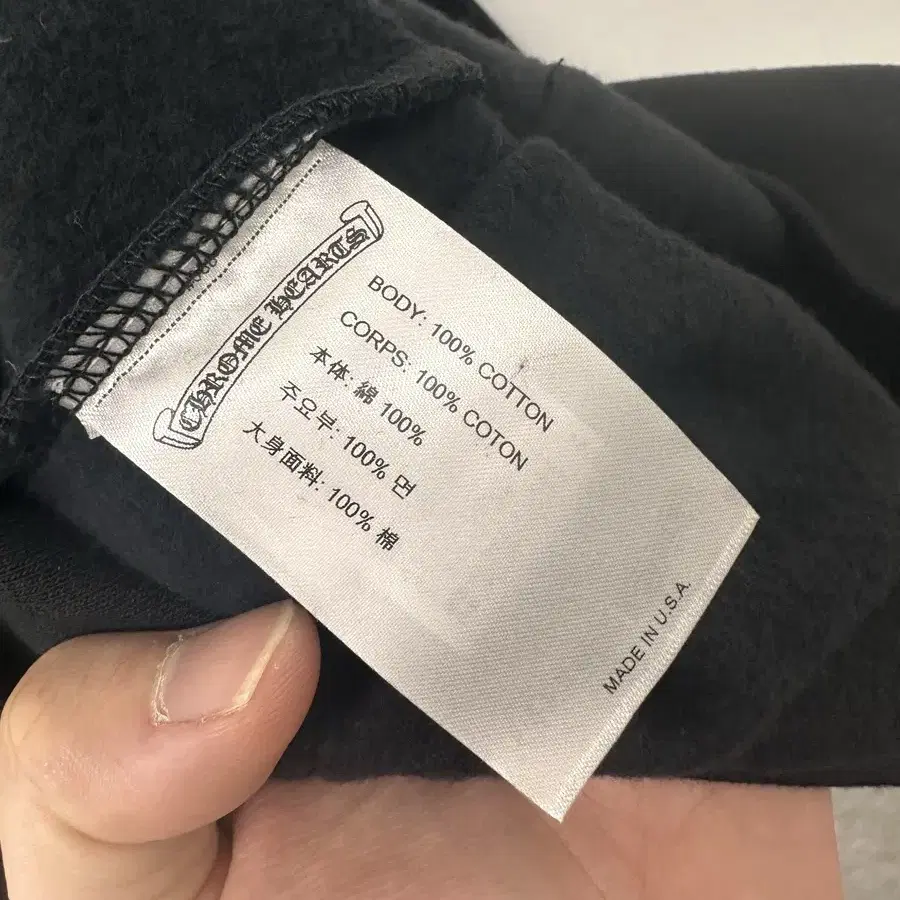 CHROME HEARTS
BODY: 100% COTTON
CORPS: 100% COTON
本体: 綿 100%
주요부: 100% 면
大身面料: 100% 棉
MADE IN U.S.A.